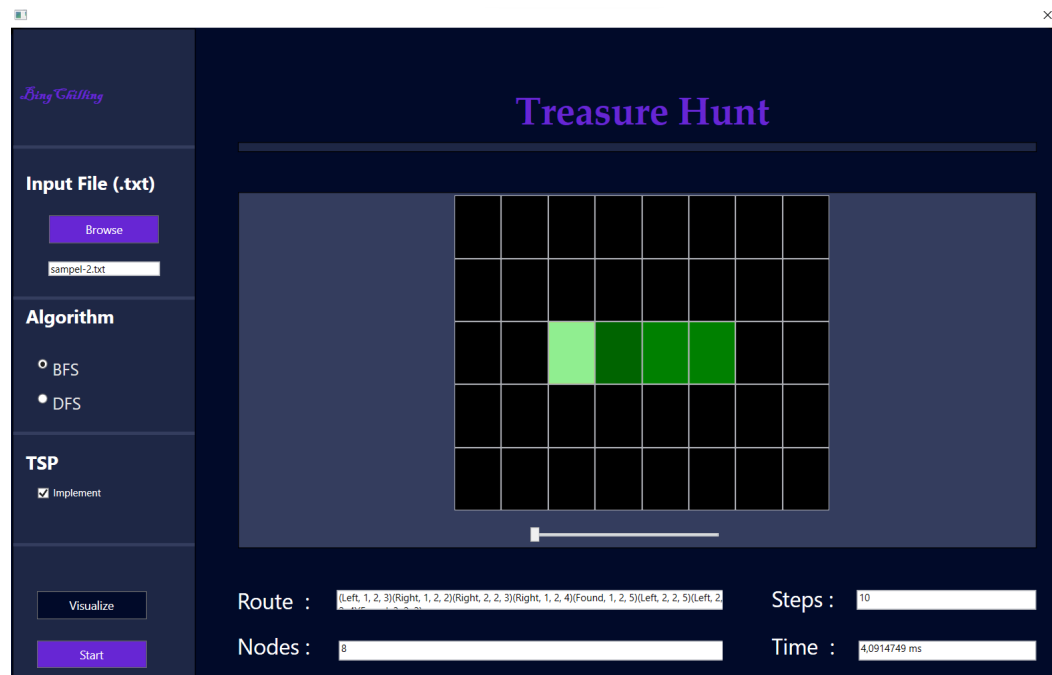 Bing Chilling
Treasure Hunt
Input File (.txt)
Browse
sampel-2.txt
Algorithm
BFS
DFS
TSP
Implement
Visualize
Start
Route :
(Left, 1, 2, 3)(Right, 1, 2, 2)(Right, 2, 2, 3)(Right, 1, 2, 4)(Found, 1, 2, 5)(Left, 2, 2, 5)(Left, 2,
Steps :
10
Nodes :
8
Time :
4,0914749 ms